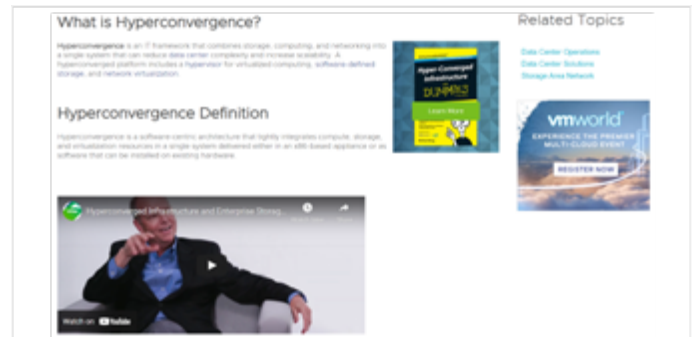 What is Hyperconvergence?
Hyperconvergence is an IT framework that combines storage, computing, and networking into
a single system that can reduce data center complexity and increase scalability. A
hyperconverged platform includes a hypervisor for virtualized computing, software-defined
storage, and network virtualization.
Hyper-Converged
Infrastructure
DUMMIES
Learn More
Hyperconvergence Definition
Hyperconvergence is a software-centric architecture that tightly integrates compute, storage,
and virtualization resources in a single system delivered either in an x86-based appliance or as
software that can be installed on existing hardware.
Hyperconverged Infrastructure and Enterprise Storag...
Watch on YouTube
Related Topics
Data Center Operations
Data Center Solutions
Storage Area Network
vmworld
EXPERIENCE THE PREMIER
MULTI-CLOUD EVENT
REGISTER NOW